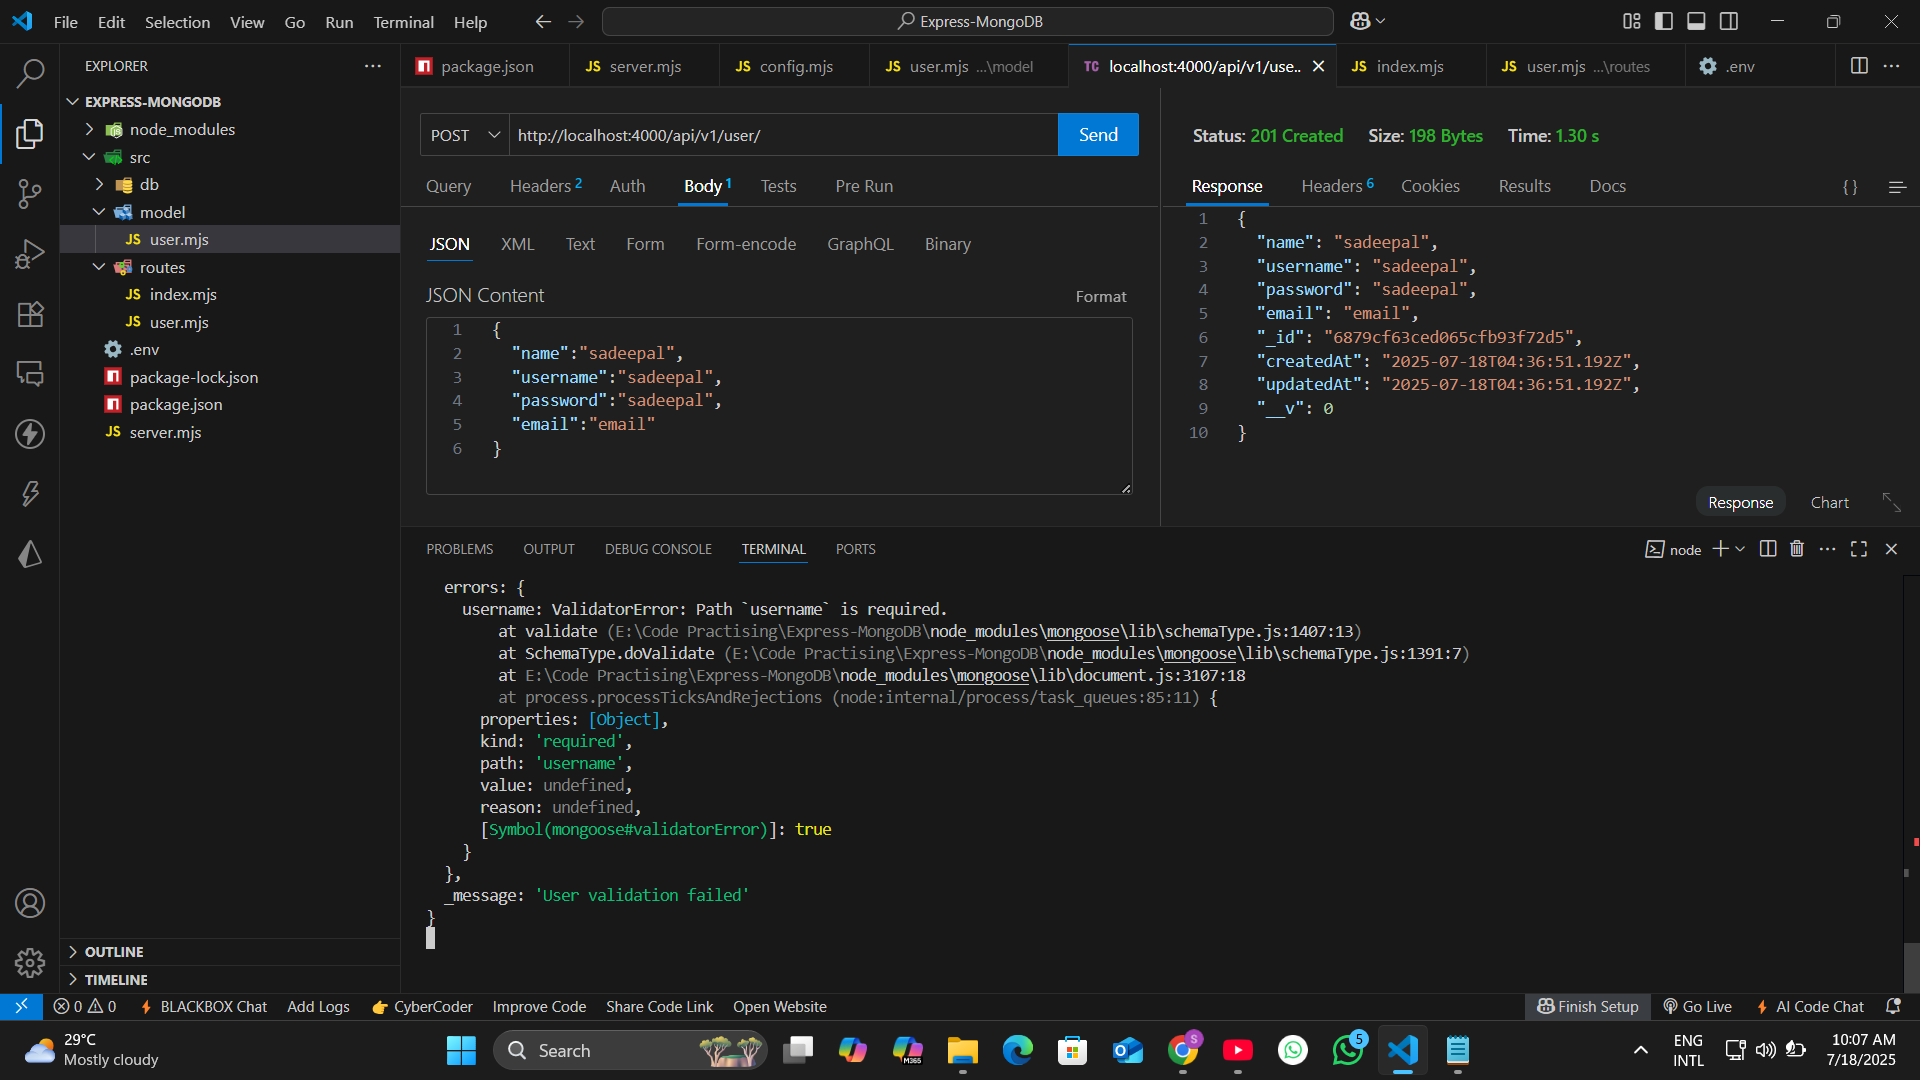 File Edit Selection View Go Run Terminal Help
Express-MongoDB
EXPLORER
EXPRESS-MONGODB
node_modules
src
db
model
JS user.mjs
routes
JS index.mjs
JS user.mjs
.env
package-lock.json
package.json
JS server.mjs
OUTLINE
TIMELINE
package.json JS server.mjs JS config.mjs JS user.mjs ...\model TC localhost:4000/api/v1/use.. JS index.mjs JS user.mjs ...\routes .env
POST http://localhost:4000/api/v1/user/ Send
Query Headers 2 Auth Body 1 Tests Pre Run
JSON XML Text Form Form-encode GraphQL Binary
JSON Content Format
1 {
2 "name":"sadeepal",
3 "username":"sadeepal",
4 "password":"sadeepal",
5 "email":"email"
6 }
Status: 201 Created Size: 198 Bytes Time: 1.30 s
Response Headers 6 Cookies Results Docs {}
1 {
2 "name": "sadeepal",
3 "username": "sadeepal",
4 "password": "sadeepal",
5 "email": "email",
6 "_id": "6879cf63ced065cfb93f72d5",
7 "createdAt": "2025-07-18T04:36:51.192Z",
8 "updatedAt": "2025-07-18T04:36:51.192Z",
9 "__v": 0
10 }
Response Chart
PROBLEMS OUTPUT DEBUG CONSOLE TERMINAL PORTS node
errors: {
username: ValidatorError: Path `username` is required.
at validate (E:\Code Practising\Express-MongoDB\node_modules\mongoose\lib\schemaType.js:1407:13)
at SchemaType.doValidate (E:\Code Practising\Express-MongoDB\node_modules\mongoose\lib\schemaType.js:1391:7)
at E:\Code Practising\Express-MongoDB\node_modules\mongoose\lib\document.js:3107:18
at process.processTicksAndRejections (node:internal/process/task_queues:85:11) {
properties: [Object],
kind: 'required',
path: 'username',
value: undefined,
reason: undefined,
[Symbol(mongoose#validatorError)]: true
}
},
_message: 'User validation failed'
}
0 0 BLACKBOX Chat Add Logs CyberCoder Improve Code Share Code Link Open Website Finish Setup Go Live AI Code Chat
29°C
Mostly cloudy
Search
M365
S
5
ENG
INTL
10:07 AM
7/18/2025